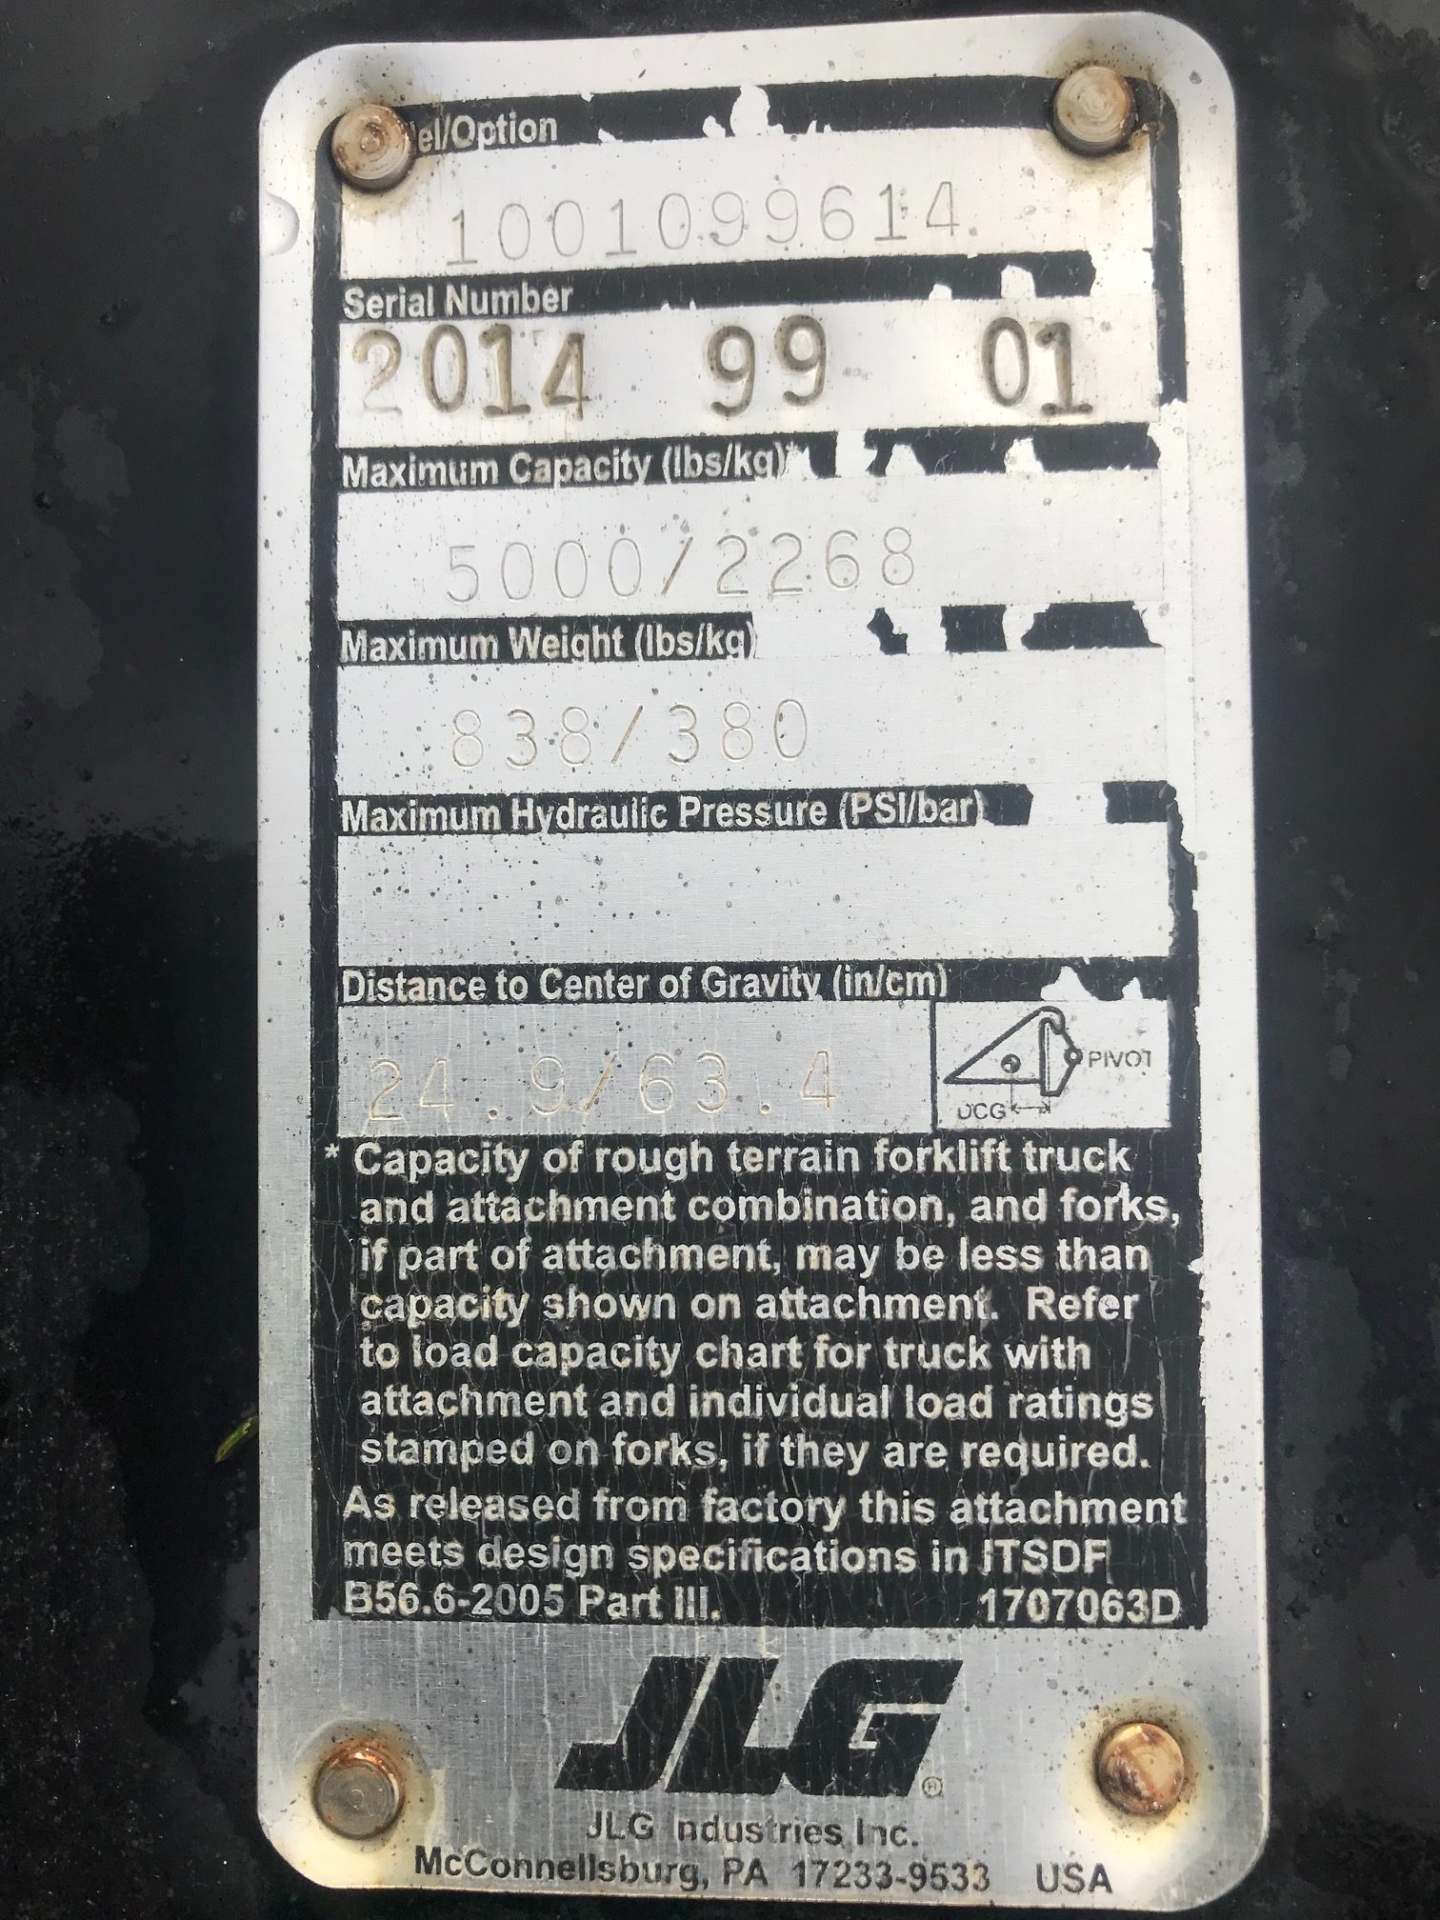 el/Option
1001099614
Serial Number
2014 99 01
Maximum Capacity (lbs/kg)*
5000/2268
Maximum Weight (lbs/kg)
838/380
Maximum Hydraulic Pressure (PSI/bar)
Distance to Center of Gravity (in/cm)
24.9/63.4
PIVOT
DCG
* Capacity of rough terrain forklift truck
and attachment combination, and forks,
if part of attachment, may be less than
capacity shown on attachment. Refer
to load capacity chart for truck with
attachment and individual load ratings
stamped on forks, if they are required.
As released from factory this attachment
meets design specifications in ITSDF
B56.6-2005 Part III. 1707063D
JLG®
JLG ndustries, Inc.
McConnellsburg, PA 17233-9533 USA